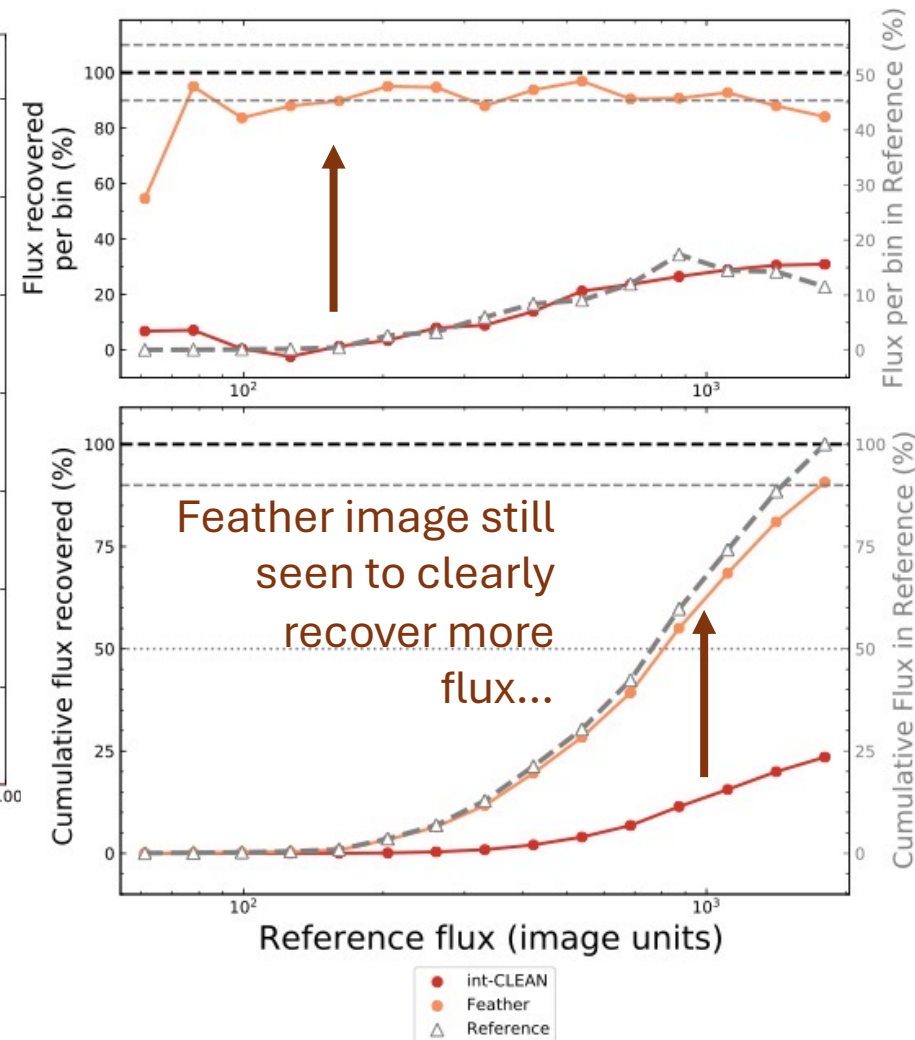 Flux recovered
per bin (%)
100
80
60
40
20
0
50
40
30
20
10
0
Flux per bin in Reference (%)
10²
10³
Cumulative flux recovered (%)
100
75
50
25
0
Feather image still
seen to clearly
recover more
flux...
100
75
50
25
0
Cumulative Flux in Reference (%)
10²
10³
Reference flux (image units)
int-CLEAN
Feather
Reference